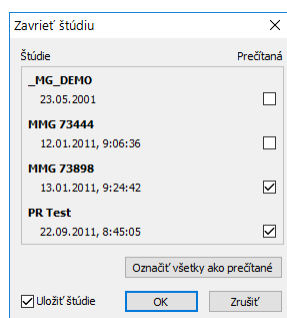 Zavrieť štúdiu
Štúdie Prečítaná
_MG_DEMO
23.05.2001
MMG 73444
12.01.2011, 9:06:36
MMG 73898
13.01.2011, 9:24:42
PR Test
22.09.2011, 8:45:05
Označiť všetky ako prečítané
Uložiť štúdie OK Zrušiť